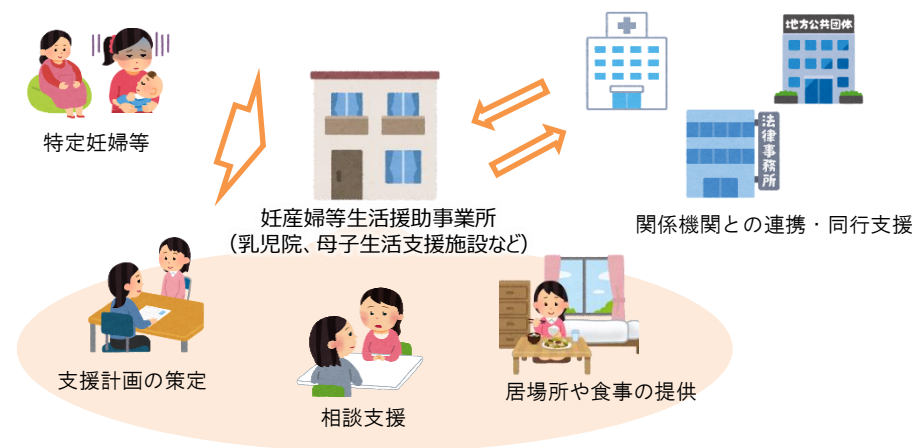 地方公共団体
法律事務所
特定妊婦等
妊産婦等生活援助事業所
（乳児院、母子生活支援施設など）
関係機関との連携・同行支援
支援計画の策定
相談支援
居場所や食事の提供